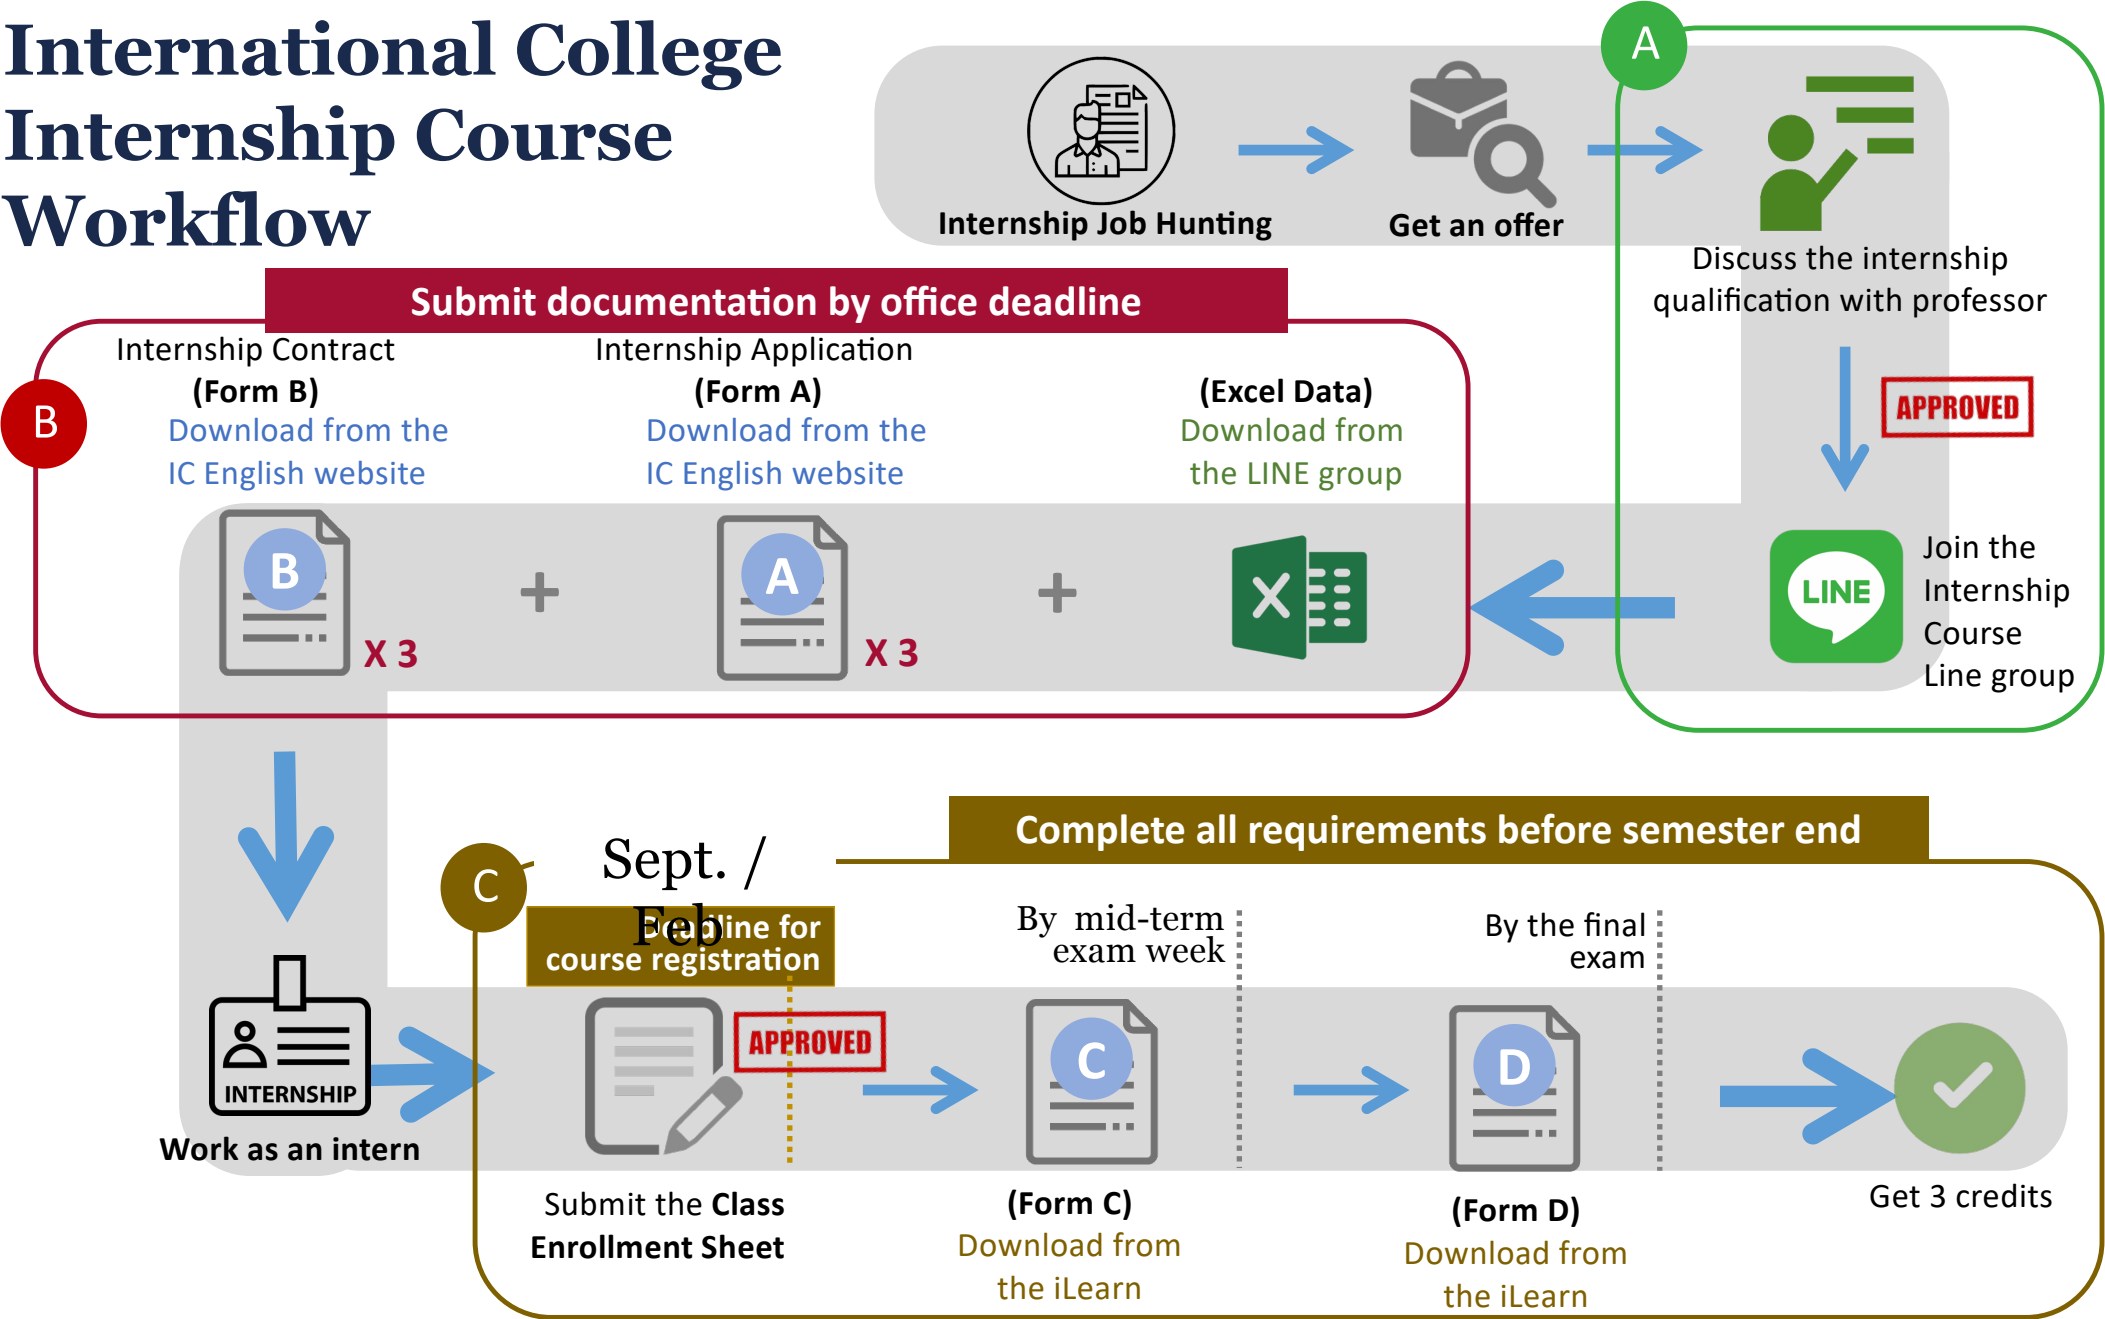 International College
Internship Course
Workflow
A
Internship Job Hunting
Get an offer
Discuss the internship
qualification with professor
APPROVED
LINE
Join the
Internship
Course
Line group
Submit documentation by office deadline
B
Internship Contract
(Form B)
Download from the
IC English website
B
X 3
+
Internship Application
(Form A)
Download from the
IC English website
A
X 3
+
(Excel Data)
Download from
the LINE group
X
INTERNSHIP
Work as an intern
Complete all requirements before semester end
C
Sept. /
Feb
Deadline for
course registration
APPROVED
Submit the Class
Enrollment Sheet
By mid-term
exam week
C
(Form C)
Download from
the iLearn
By the final
exam
D
(Form D)
Download from
the iLearn
Get 3 credits